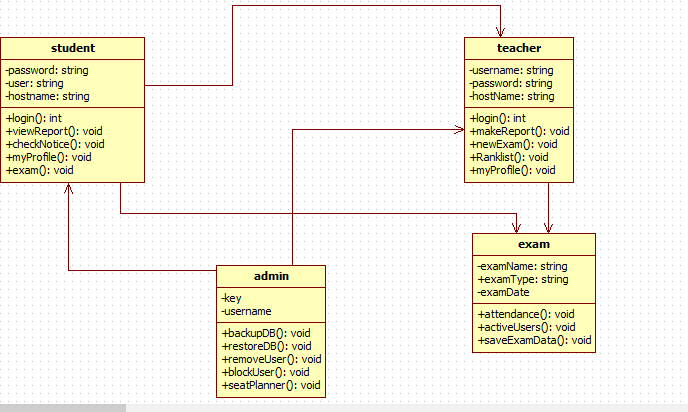 student
-password: string
-user: string
-hostname: string
+login(): int
+viewReport(): void
+checkNotice(): void
+myProfile(): void
+exam(): void
teacher
-username: string
-password: string
-hostName: string
+login(): int
+makeReport(): void
+newExam(): void
+Ranklist(): void
+myProfile(): void
admin
-key
-username
+backupDB(): void
+restoreDB(): void
+removeUser(): void
+blockUser(): void
+seatPlanner(): void
exam
-examName: string
+examType: string
-examDate
+attendance(): void
+activeUsers(): void
+saveExamData(): void